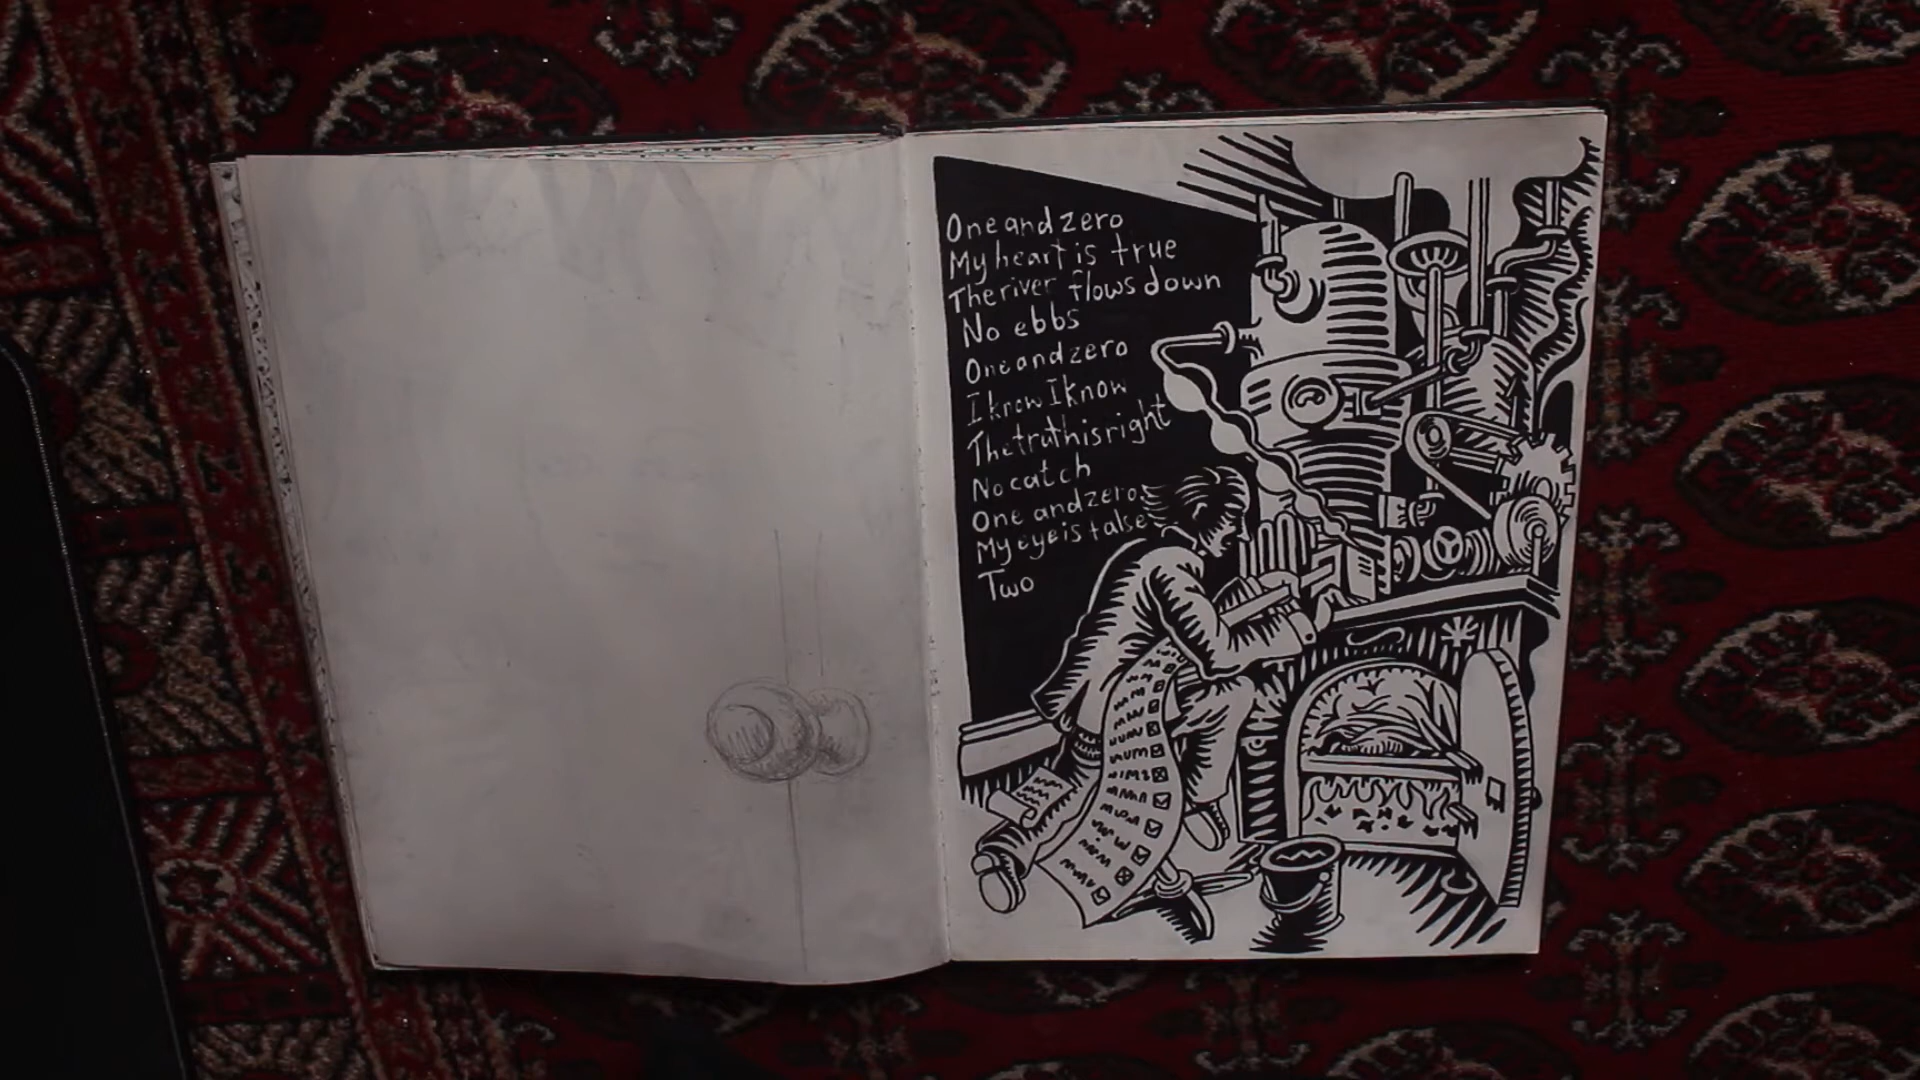 One and zero
My heart is true
The river flows down
No ebbs
One and zero
I know I know
The truth is right
No catch
One and zero
My eye is false
Two